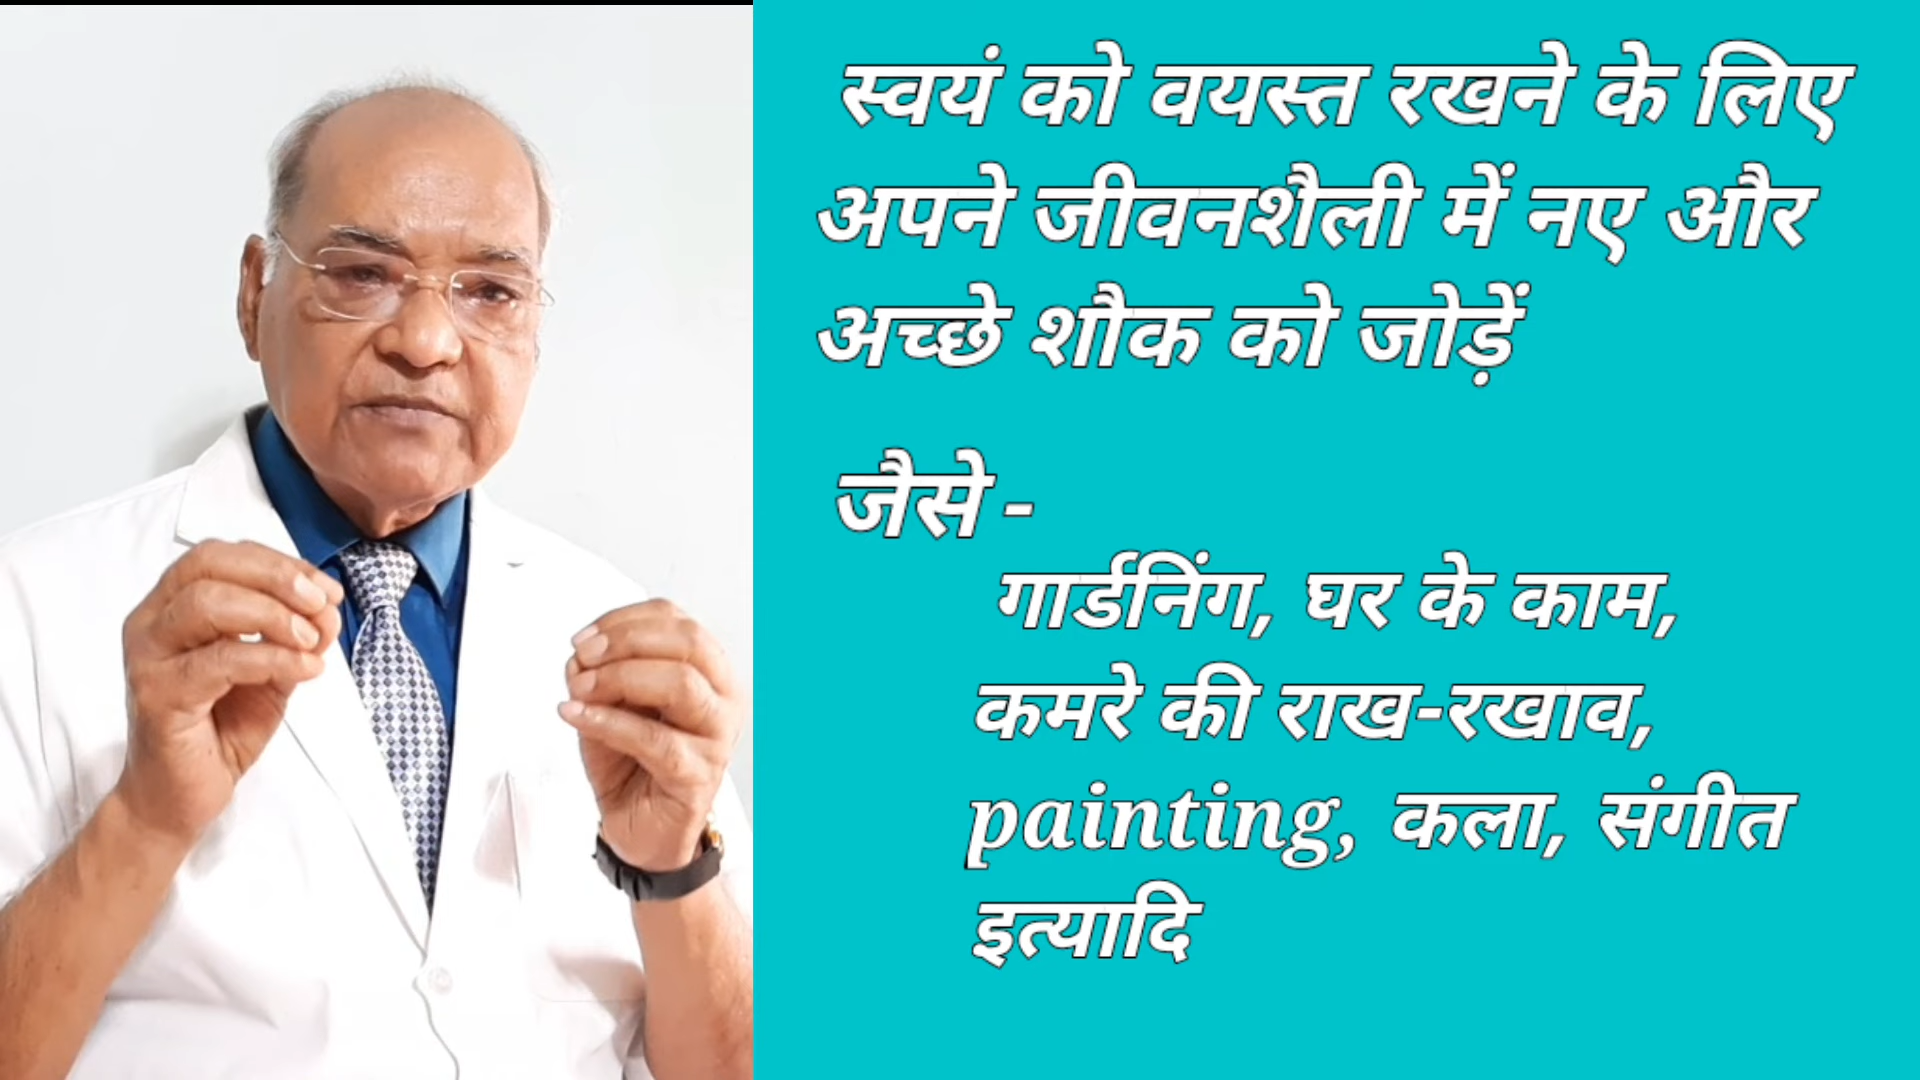 स्वयं को वयस्त रखने के लिए
अपने जीवनशैली में नए और
अच्छे शौक को जोड़ें
जैसे -
गार्डनिंग, घर के काम,
कमरे की राख-रखाव,
painting, कला, संगीत
इत्यादि